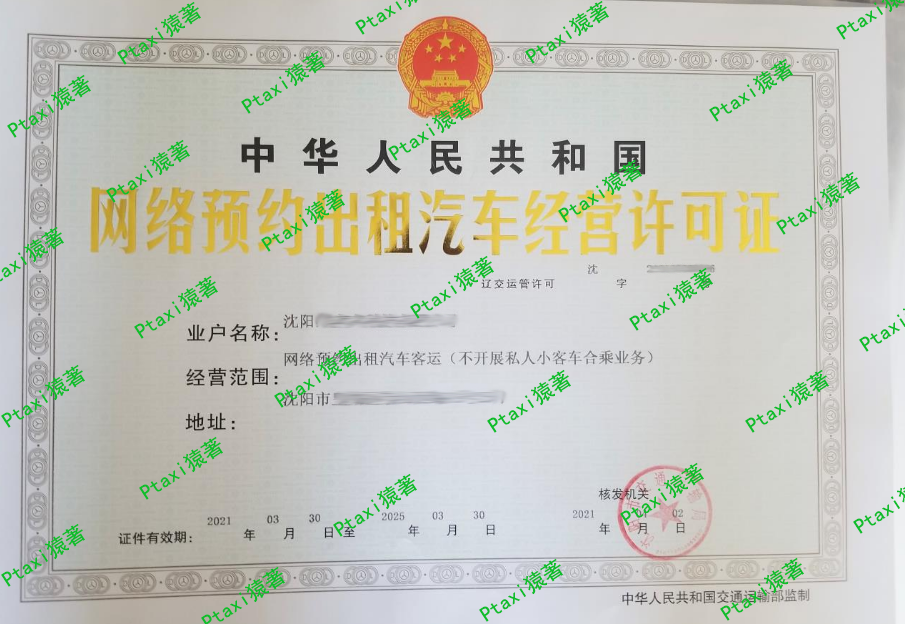 中华人民共和国
网络预约出租汽车经营许可证
辽交运管许可 沈 字
业户名称: 沈阳
经营范围: 网络预约出租汽车客运（不开展私人小客车合乘业务）
地址: 沈阳市
核发机关
证件有效期: 2021 年 03 月 30 日 至 2025 年 03 月 30 日 2021 年 月 02 日
中华人民共和国交通运输部监制
Ptaxi猿著